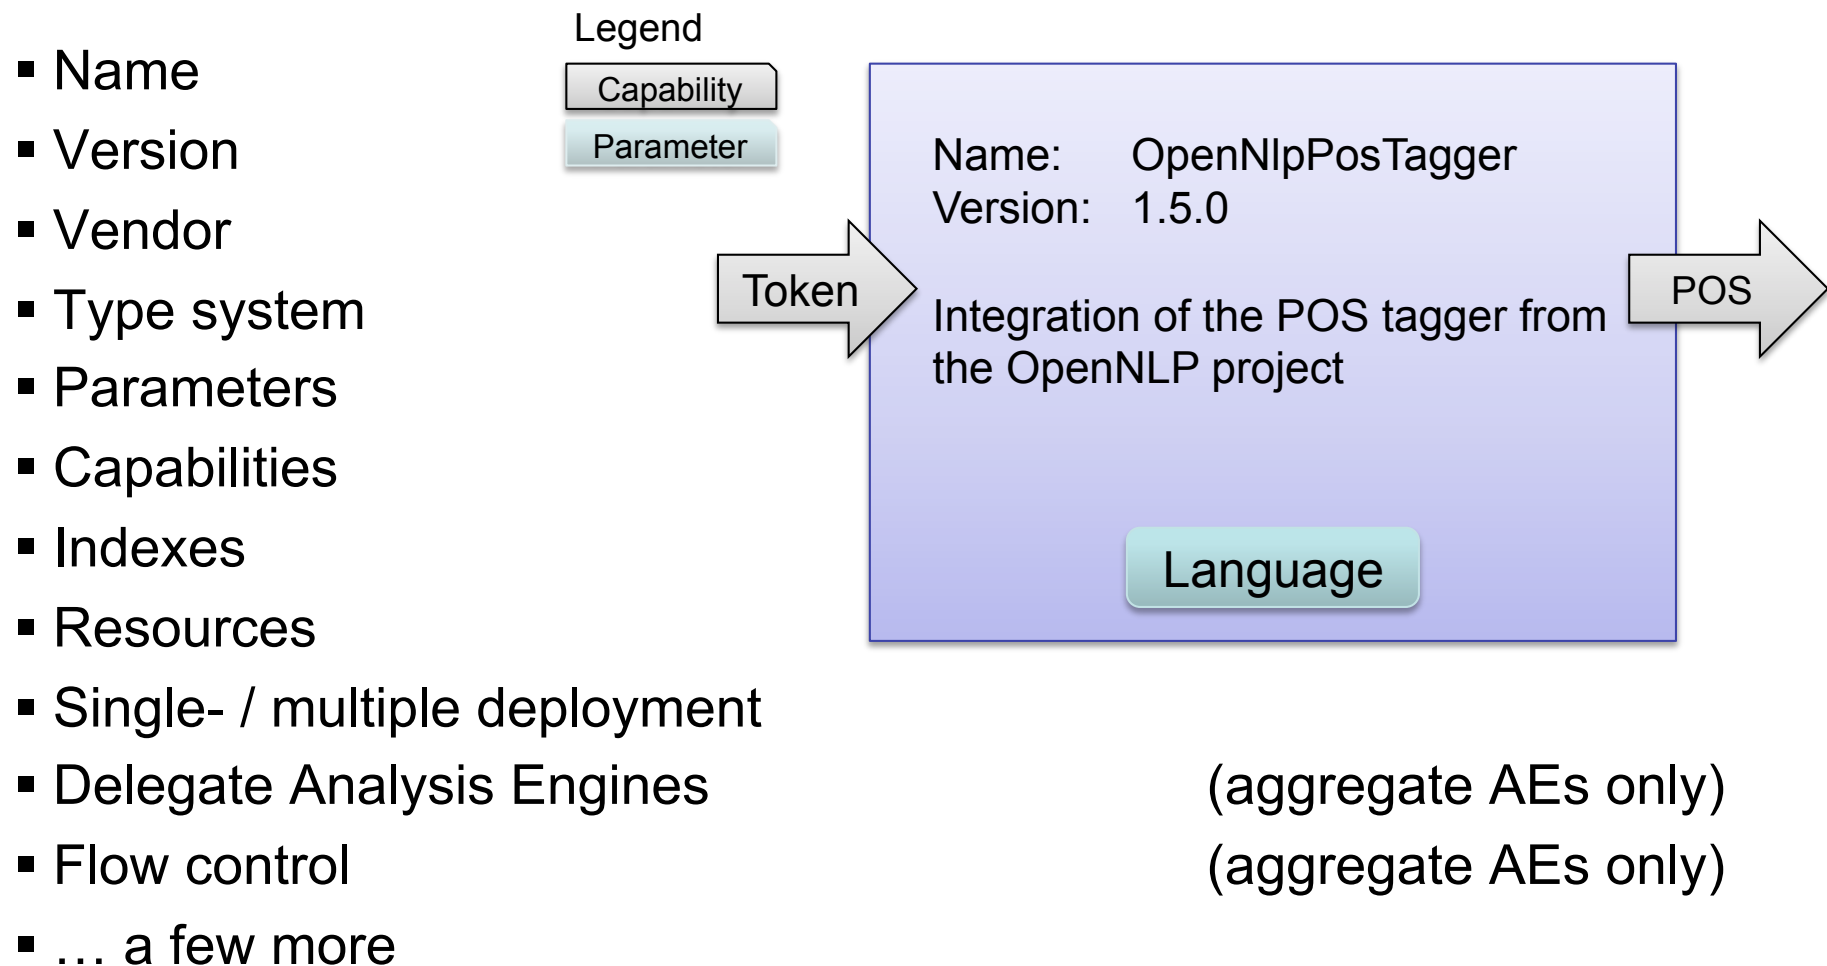 ▪ Name
▪ Version
▪ Vendor
▪ Type system
▪ Parameters
▪ Capabilities
▪ Indexes
▪ Resources
▪ Single- / multiple deployment
▪ Delegate Analysis Engines (aggregate AEs only)
▪ Flow control (aggregate AEs only)
▪ … a few more
Legend
Capability
Parameter
Token
Name: OpenNlpPosTagger
Version: 1.5.0
Integration of the POS tagger from
the OpenNLP project
Language
POS